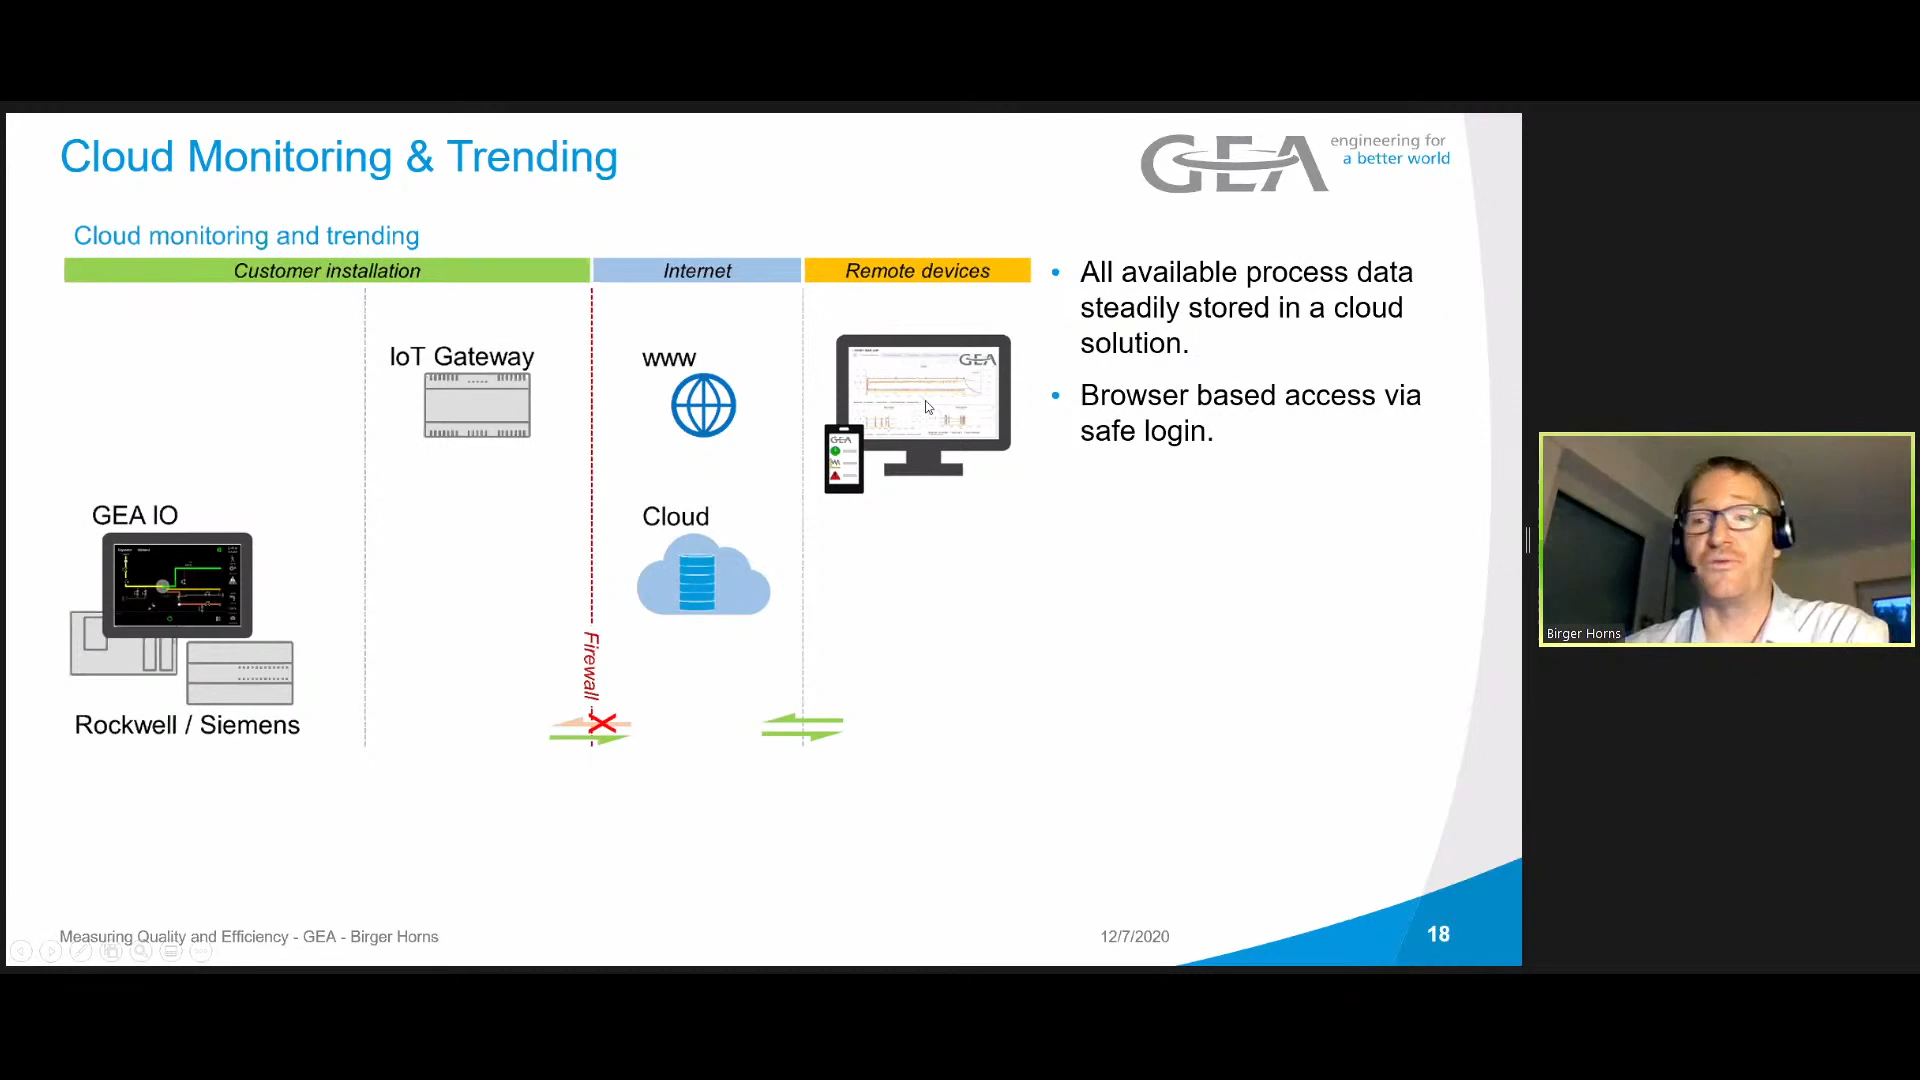 Cloud Monitoring & Trending
GEA
engineering for
a better world
Cloud monitoring and trending
Customer installation
Internet
Remote devices
• All available process data
steadily stored in a cloud
solution.
• Browser based access via
safe login.
IoT Gateway
www
GEA
GEA
GEA IO
Cloud
Firewall
Rockwell / Siemens
Birger Horns
Measuring Quality and Efficiency - GEA - Birger Horns
12/7/2020
18